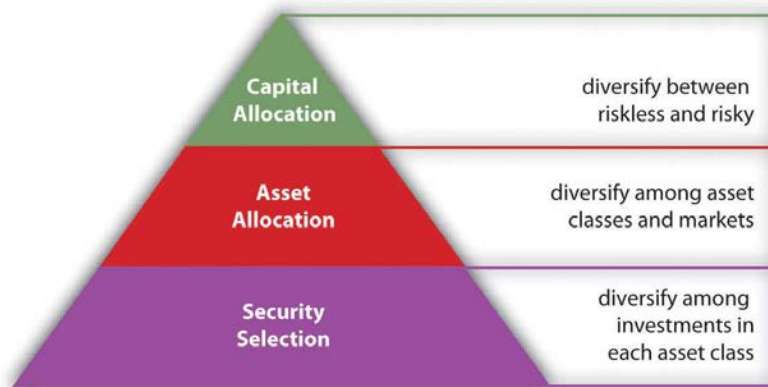 Capital
Allocation
diversify between
riskless and risky
Asset
Allocation
diversify among asset
classes and markets
Security
Selection
diversify among
investments in
each asset class